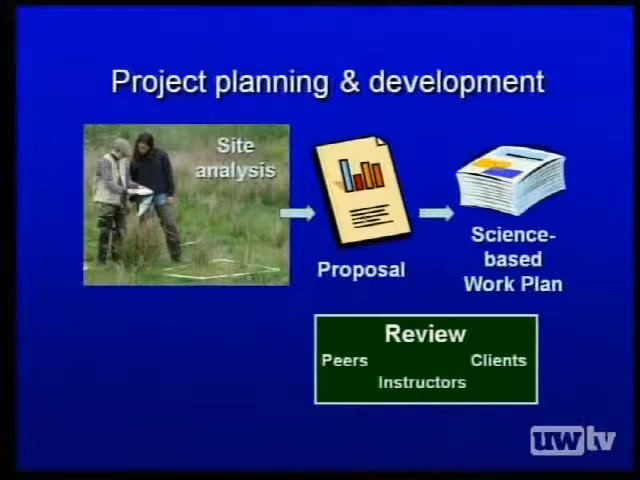 Project planning & development
Site
analysis
Proposal
Science-
based
Work Plan
Review
Peers
Clients
Instructors
uwtv